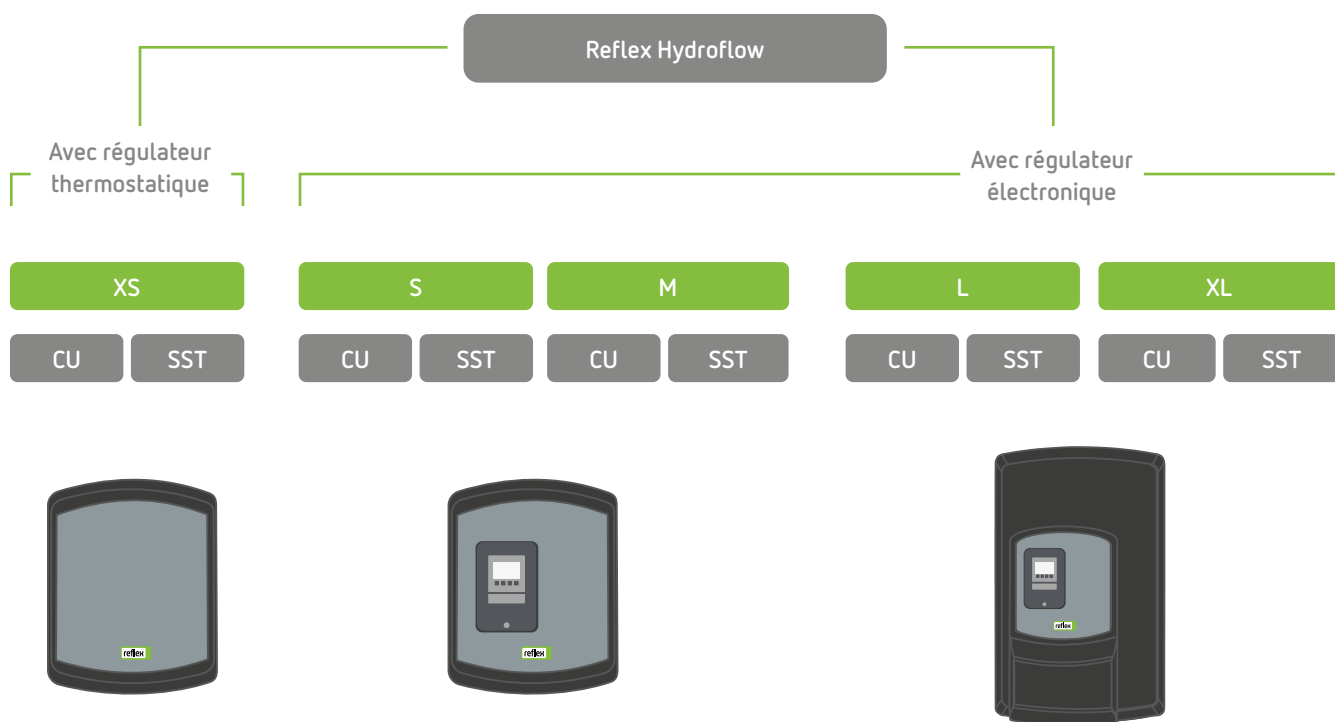 Reflex Hydroflow
Avec régulateur
thermostatique
Avec régulateur
électronique
XS
S
M
L
XL
CU
SST
CU
SST
CU
SST
CU
SST
CU
SST
reflex
reflex
reflex